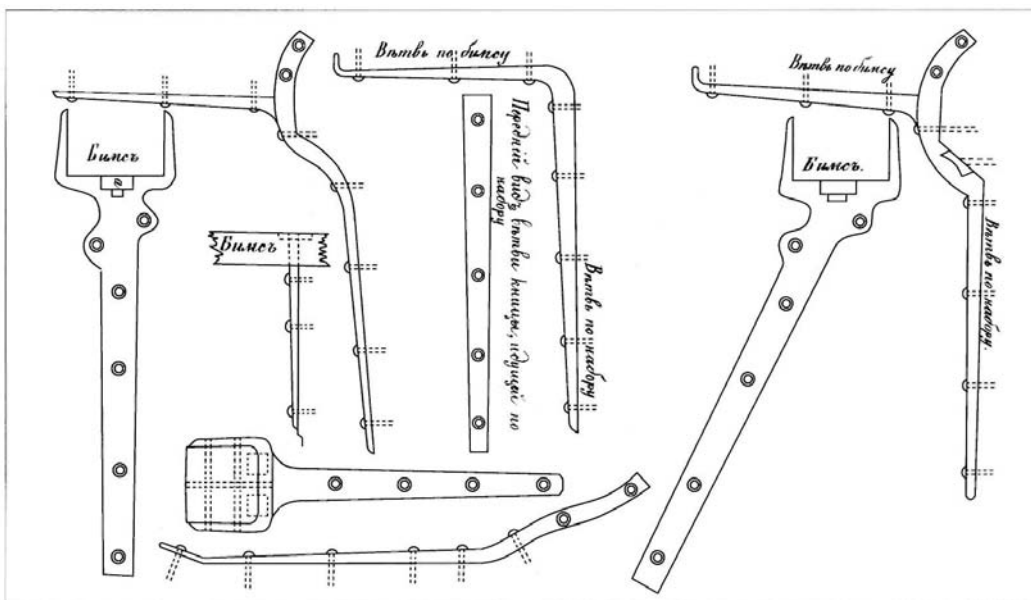 Вѣтвь по бимсу
Вѣтвь по бимсу
Бимсъ
а
Передній видъ вѣтви кницы, идущей по
набору
Бимсъ.
Бимсъ
Вѣтвь по набору
Вѣтвь по набору.